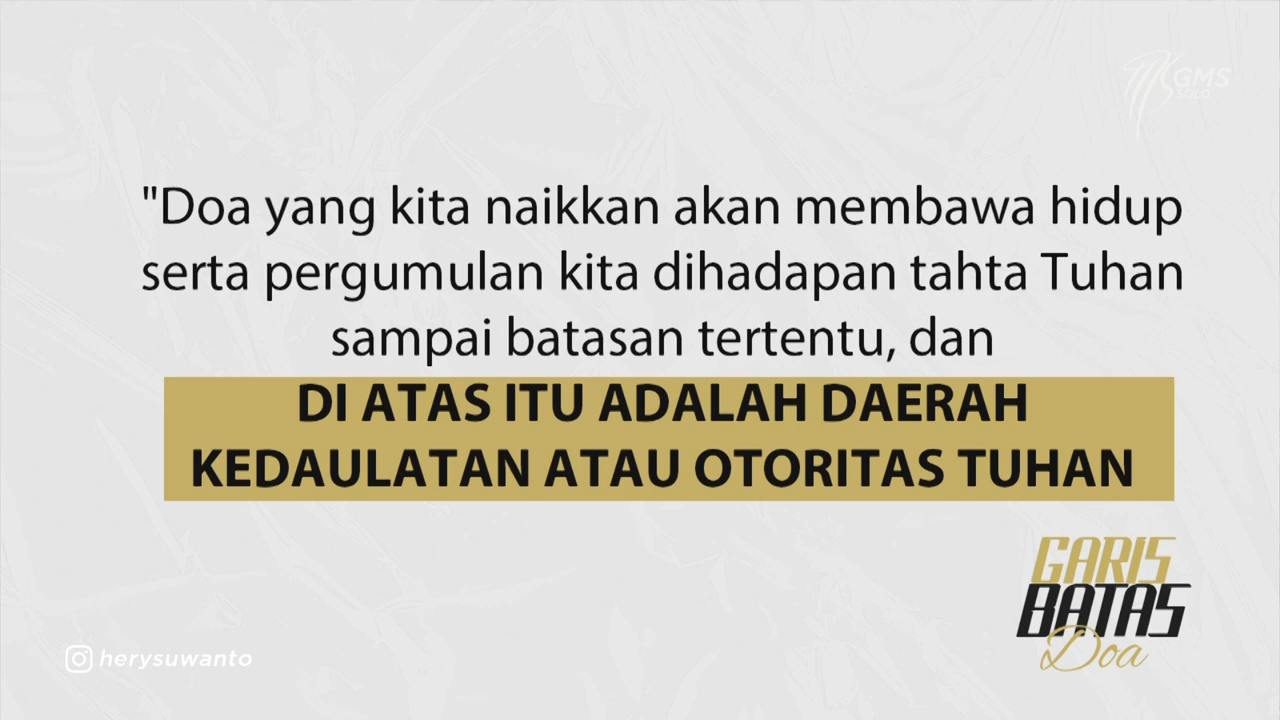 GMS
SOLO
"Doa yang kita naikkan akan membawa hidup
serta pergumulan kita dihadapan tahta Tuhan
sampai batasan tertentu, dan
DI ATAS ITU ADALAH DAERAH
KEDAULATAN ATAU OTORITAS TUHAN
GARIS
BATAS
Doa
herysuwanto